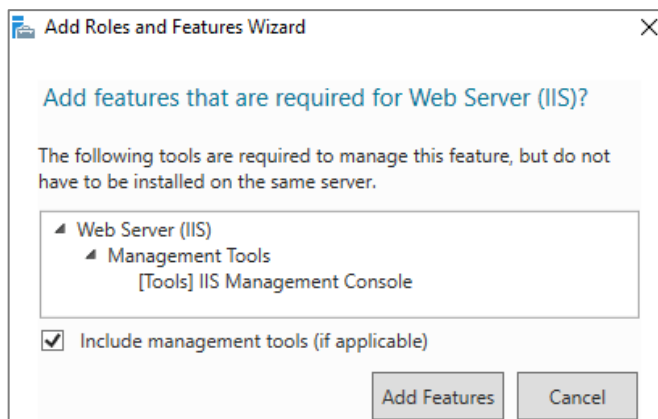 Add Roles and Features Wizard
Add features that are required for Web Server (IIS)?
The following tools are required to manage this feature, but do not
have to be installed on the same server.
Web Server (IIS)
Management Tools
[Tools] IIS Management Console
Include management tools (if applicable)
Add Features
Cancel